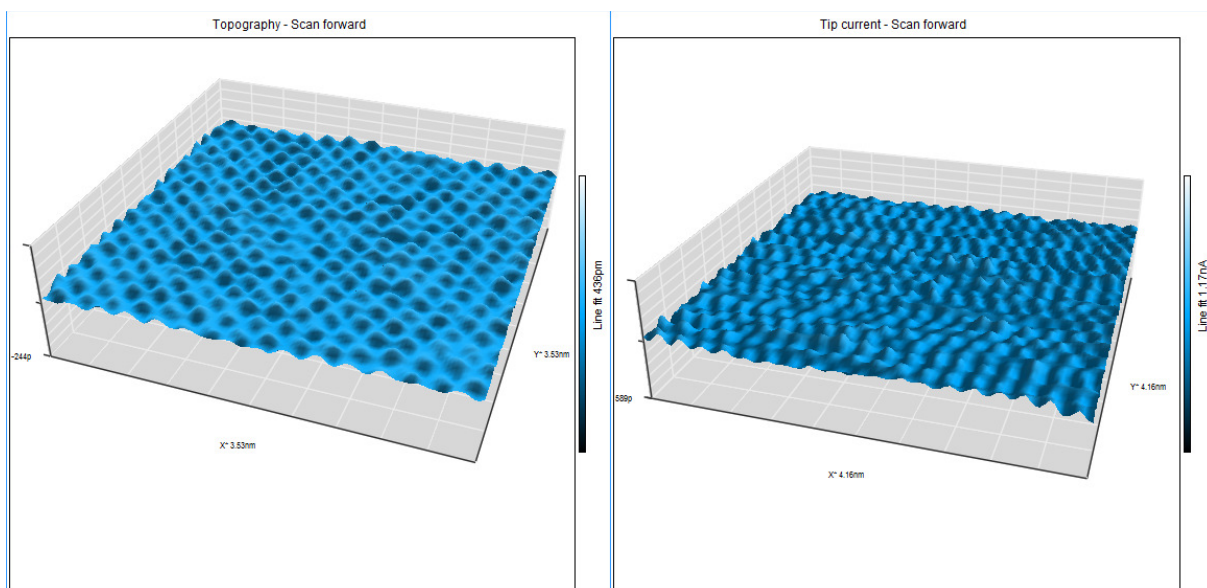 Topography - Scan forward
Line fit 436pm
-244p
Y* 3.53nm
X* 3.53nm
Tip current - Scan forward
Line fit 1.17nA
589p
Y* 4.16nm
X* 4.16nm